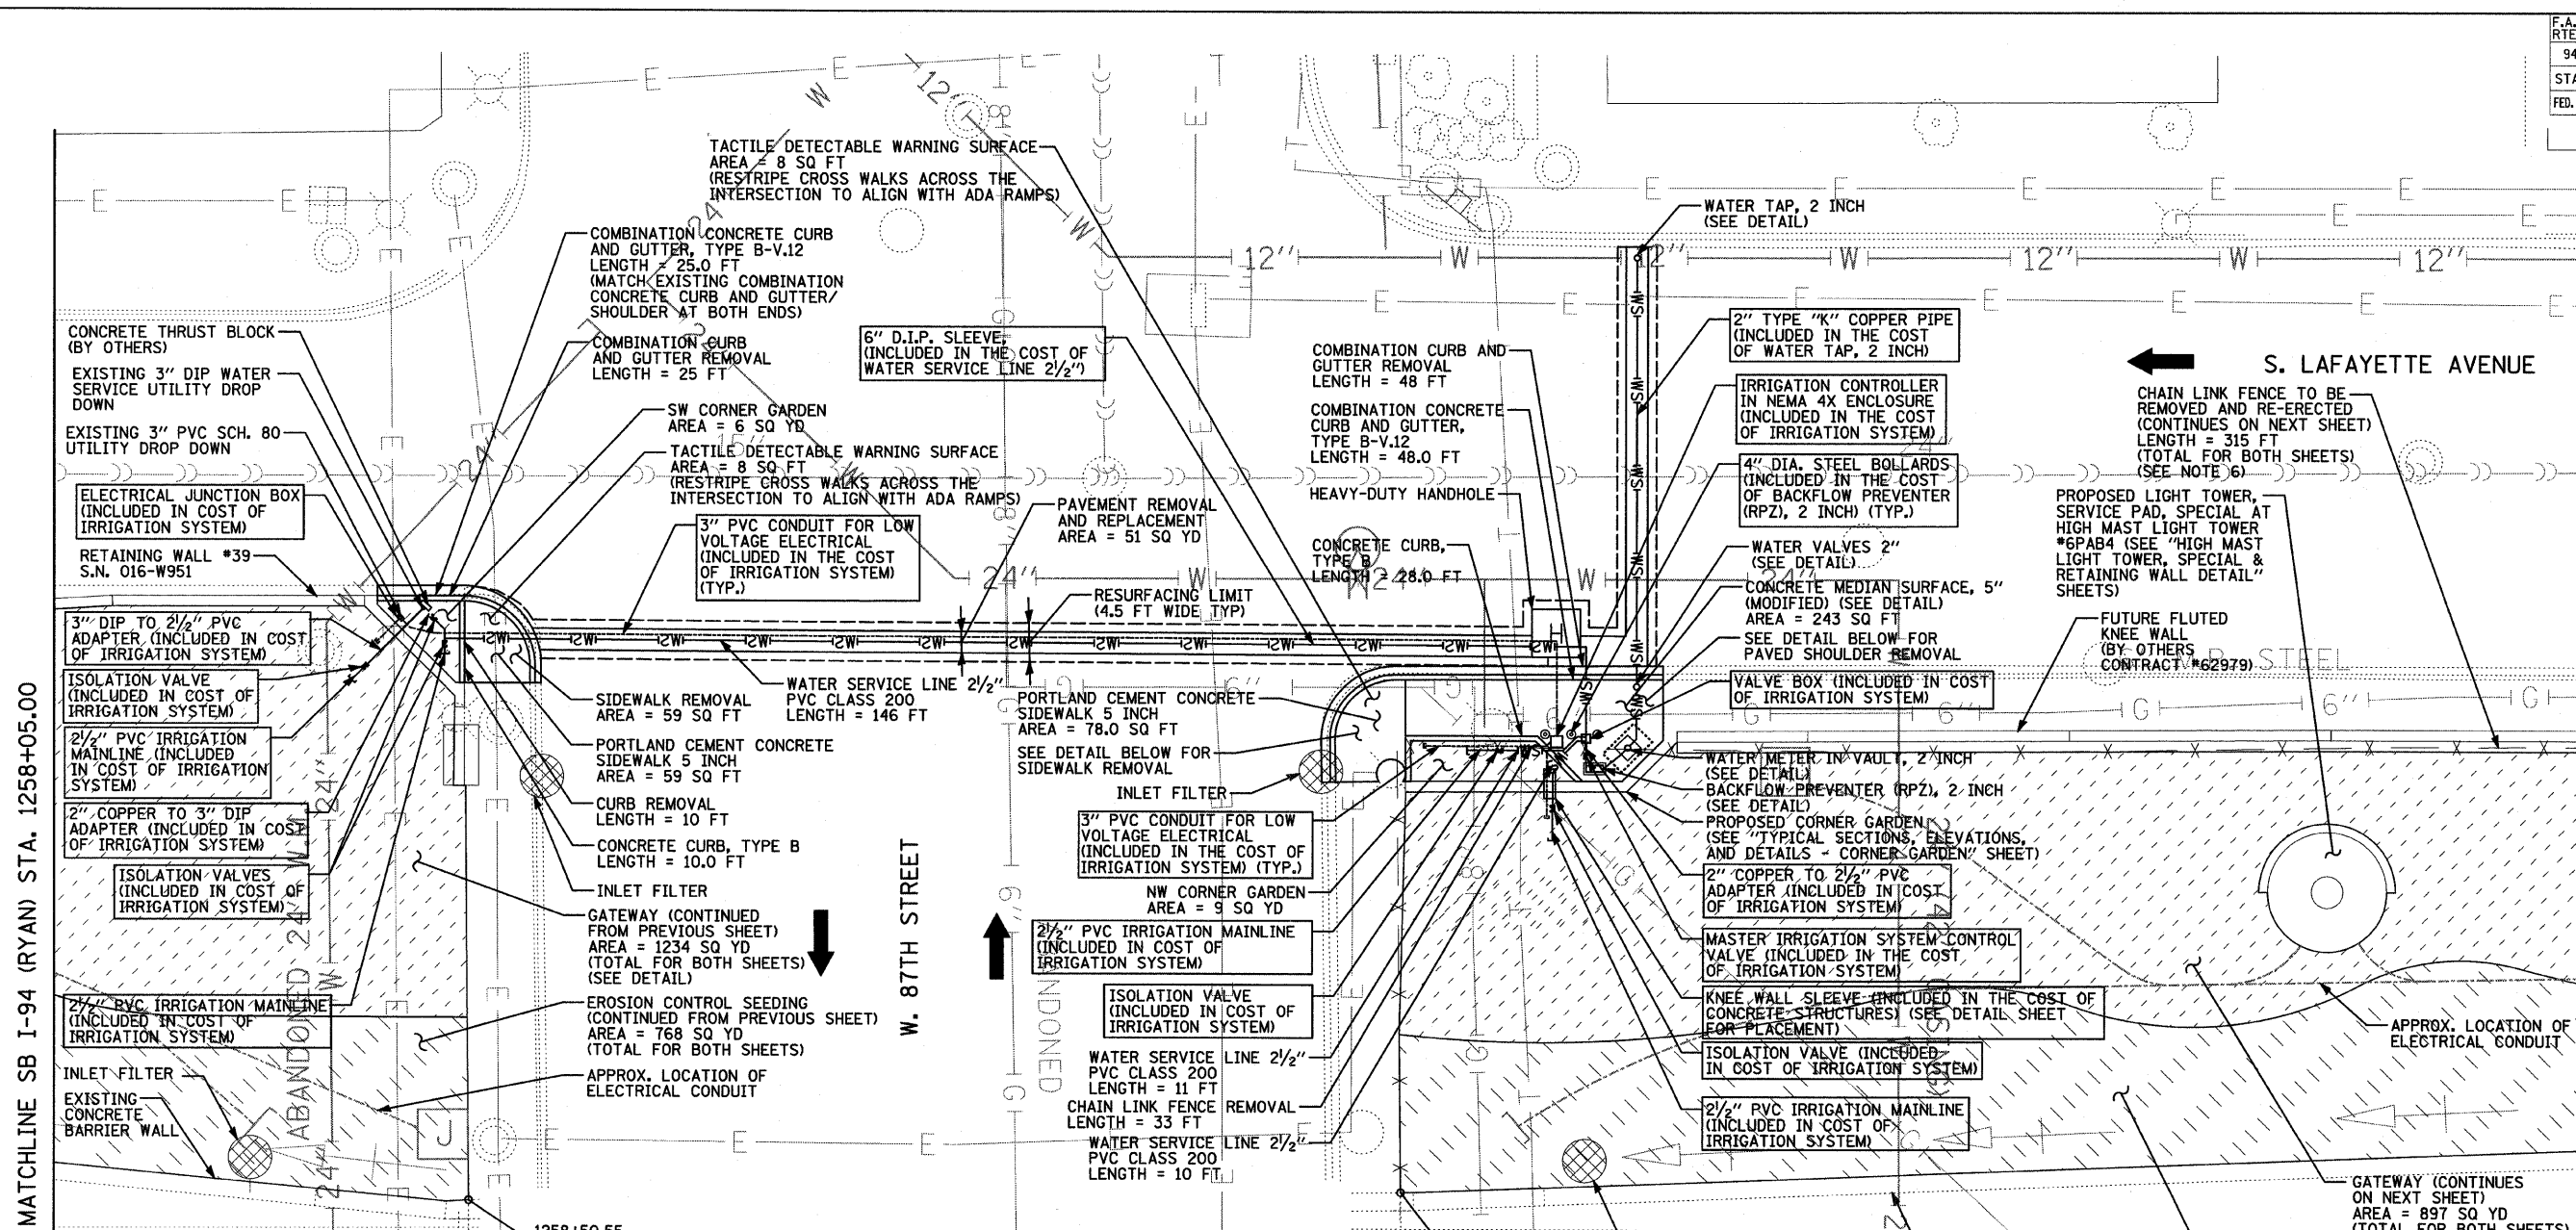 F.A.
RTE
94
STA
FED.
TACTILE DETECTABLE WARNING SURFACE
AREA = 8 SQ FT
(RESTRIPE CROSS WALKS ACROSS THE
INTERSECTION TO ALIGN WITH ADA RAMPS)
COMBINATION CONCRETE CURB
AND GUTTER, TYPE B-V.12
LENGTH = 25.0 FT
(MATCH EXISTING COMBINATION
CONCRETE CURB AND GUTTER/
SHOULDER AT BOTH ENDS)
COMBINATION CURB
AND GUTTER REMOVAL
LENGTH = 25 FT
SW CORNER GARDEN
AREA = 6 SQ YD
TACTILE DETECTABLE WARNING SURFACE
AREA = 8 SQ FT
(RESTRIPE CROSS WALKS ACROSS THE
INTERSECTION TO ALIGN WITH ADA RAMPS)
3" PVC CONDUIT FOR LOW
VOLTAGE ELECTRICAL
(INCLUDED IN THE COST
OF IRRIGATION SYSTEM)
(TYP.)
CONCRETE THRUST BLOCK
(BY OTHERS)
EXISTING 3" DIP WATER
SERVICE UTILITY DROP
DOWN
EXISTING 3" PVC SCH. 80
UTILITY DROP DOWN
ELECTRICAL JUNCTION BOX
(INCLUDED IN COST OF
IRRIGATION SYSTEM)
RETAINING WALL #39
S.N. 016-W951
3" DIP TO 2½" PVC
ADAPTER (INCLUDED IN COST
OF IRRIGATION SYSTEM)
ISOLATION VALVE
(INCLUDED IN COST OF
IRRIGATION SYSTEM)
2½" PVC IRRIGATION
MAINLINE (INCLUDED
IN COST OF IRRIGATION
SYSTEM)
2" COPPER TO 3" DIP
ADAPTER (INCLUDED IN COST
OF IRRIGATION SYSTEM)
ISOLATION VALVES
(INCLUDED IN COST OF
IRRIGATION SYSTEM)
2½" PVC IRRIGATION MAINLINE
(INCLUDED IN COST OF
IRRIGATION SYSTEM)
INLET FILTER
EXISTING
CONCRETE
BARRIER WALL
MATCHLINE SB I-94 (RYAN) STA. 1258+05.00
ABANDONED 24" W.M.
6" D.I.P. SLEEVE,
(INCLUDED IN THE COST OF
WATER SERVICE LINE 2½")
PAVEMENT REMOVAL
AND REPLACEMENT
AREA = 51 SQ YD
RESURFACING LIMIT
(4.5 FT WIDE TYP)
SIDEWALK REMOVAL
AREA = 59 SQ FT
WATER SERVICE LINE 2½"
PVC CLASS 200
LENGTH = 146 FT
PORTLAND CEMENT CONCRETE
SIDEWALK 5 INCH
AREA = 59 SQ FT
CURB REMOVAL
LENGTH = 10 FT
CONCRETE CURB, TYPE B
LENGTH = 10.0 FT
INLET FILTER
GATEWAY (CONTINUED
FROM PREVIOUS SHEET)
AREA = 1234 SQ YD
(TOTAL FOR BOTH SHEETS)
(SEE DETAIL)
EROSION CONTROL SEEDING
(CONTINUED FROM PREVIOUS SHEET)
AREA = 768 SQ YD
(TOTAL FOR BOTH SHEETS)
APPROX. LOCATION OF
ELECTRICAL CONDUIT
W. 87TH STREET
COMBINATION CURB AND
GUTTER REMOVAL
LENGTH = 48 FT
COMBINATION CONCRETE
CURB AND GUTTER,
TYPE B-V.12
LENGTH = 48.0 FT
HEAVY-DUTY HANDHOLE
CONCRETE CURB,
TYPE B
LENGTH = 28.0 FT
PORTLAND CEMENT CONCRETE
SIDEWALK 5 INCH
AREA = 78.0 SQ FT
SEE DETAIL BELOW FOR
SIDEWALK REMOVAL
INLET FILTER
3" PVC CONDUIT FOR LOW
VOLTAGE ELECTRICAL
(INCLUDED IN THE COST OF
IRRIGATION SYSTEM) (TYP.)
NW CORNER GARDEN
AREA = 9 SQ YD
2½" PVC IRRIGATION MAINLINE
(INCLUDED IN COST OF
IRRIGATION SYSTEM)
ISOLATION VALVE
(INCLUDED IN COST OF
IRRIGATION SYSTEM)
WATER SERVICE LINE 2½"
PVC CLASS 200
LENGTH = 11 FT
CHAIN LINK FENCE REMOVAL
LENGTH = 33 FT
WATER SERVICE LINE 2½"
PVC CLASS 200
LENGTH = 10 FT
WATER TAP, 2 INCH
(SEE DETAIL)
2" TYPE "K" COPPER PIPE
(INCLUDED IN THE COST
OF WATER TAP, 2 INCH)
IRRIGATION CONTROLLER
IN NEMA 4X ENCLOSURE
(INCLUDED IN THE COST
OF IRRIGATION SYSTEM)
4" DIA. STEEL BOLLARDS
(INCLUDED IN THE COST
OF BACKFLOW PREVENTER
(RPZ), 2 INCH) (TYP.)
WATER VALVES 2"
(SEE DETAIL)
CONCRETE MEDIAN SURFACE, 5"
(MODIFIED) (SEE DETAIL)
AREA = 243 SQ FT
SEE DETAIL BELOW FOR
PAVED SHOULDER REMOVAL
VALVE BOX (INCLUDED IN COST
OF IRRIGATION SYSTEM)
WATER METER IN VAULT, 2 INCH
(SEE DETAIL)
BACKFLOW PREVENTER (RPZ), 2 INCH
(SEE DETAIL)
PROPOSED CORNER GARDEN
(SEE "TYPICAL SECTIONS, ELEVATIONS,
AND DETAILS - CORNER GARDEN" SHEET)
2" COPPER TO 2½" PVC
ADAPTER (INCLUDED IN COST
OF IRRIGATION SYSTEM)
MASTER IRRIGATION SYSTEM CONTROL
VALVE (INCLUDED IN THE COST
OF IRRIGATION SYSTEM)
KNEE WALL SLEEVE (INCLUDED IN THE COST OF
CONCRETE STRUCTURES) (SEE DETAIL SHEET
FOR PLACEMENT)
ISOLATION VALVE (INCLUDED
IN COST OF IRRIGATION SYSTEM)
2½" PVC IRRIGATION MAINLINE
(INCLUDED IN COST OF
IRRIGATION SYSTEM)
S. LAFAYETTE AVENUE
CHAIN LINK FENCE TO BE
REMOVED AND RE-ERECTED
(CONTINUES ON NEXT SHEET)
LENGTH = 315 FT
(TOTAL FOR BOTH SHEETS)
(SEE NOTE 6)
PROPOSED LIGHT TOWER,
SERVICE PAD, SPECIAL AT
HIGH MAST LIGHT TOWER
#6PAB4 (SEE "HIGH MAST
LIGHT TOWER, SPECIAL &
RETAINING WALL DETAIL"
SHEETS)
FUTURE FLUTED
KNEE WALL
(BY OTHERS
CONTRACT #62979)
STEEL
APPROX. LOCATION OF
ELECTRICAL CONDUIT
GATEWAY (CONTINUES
ON NEXT SHEET)
AREA = 897 SQ YD
(TOTAL FOR BOTH SHEETS)
1258+50.55